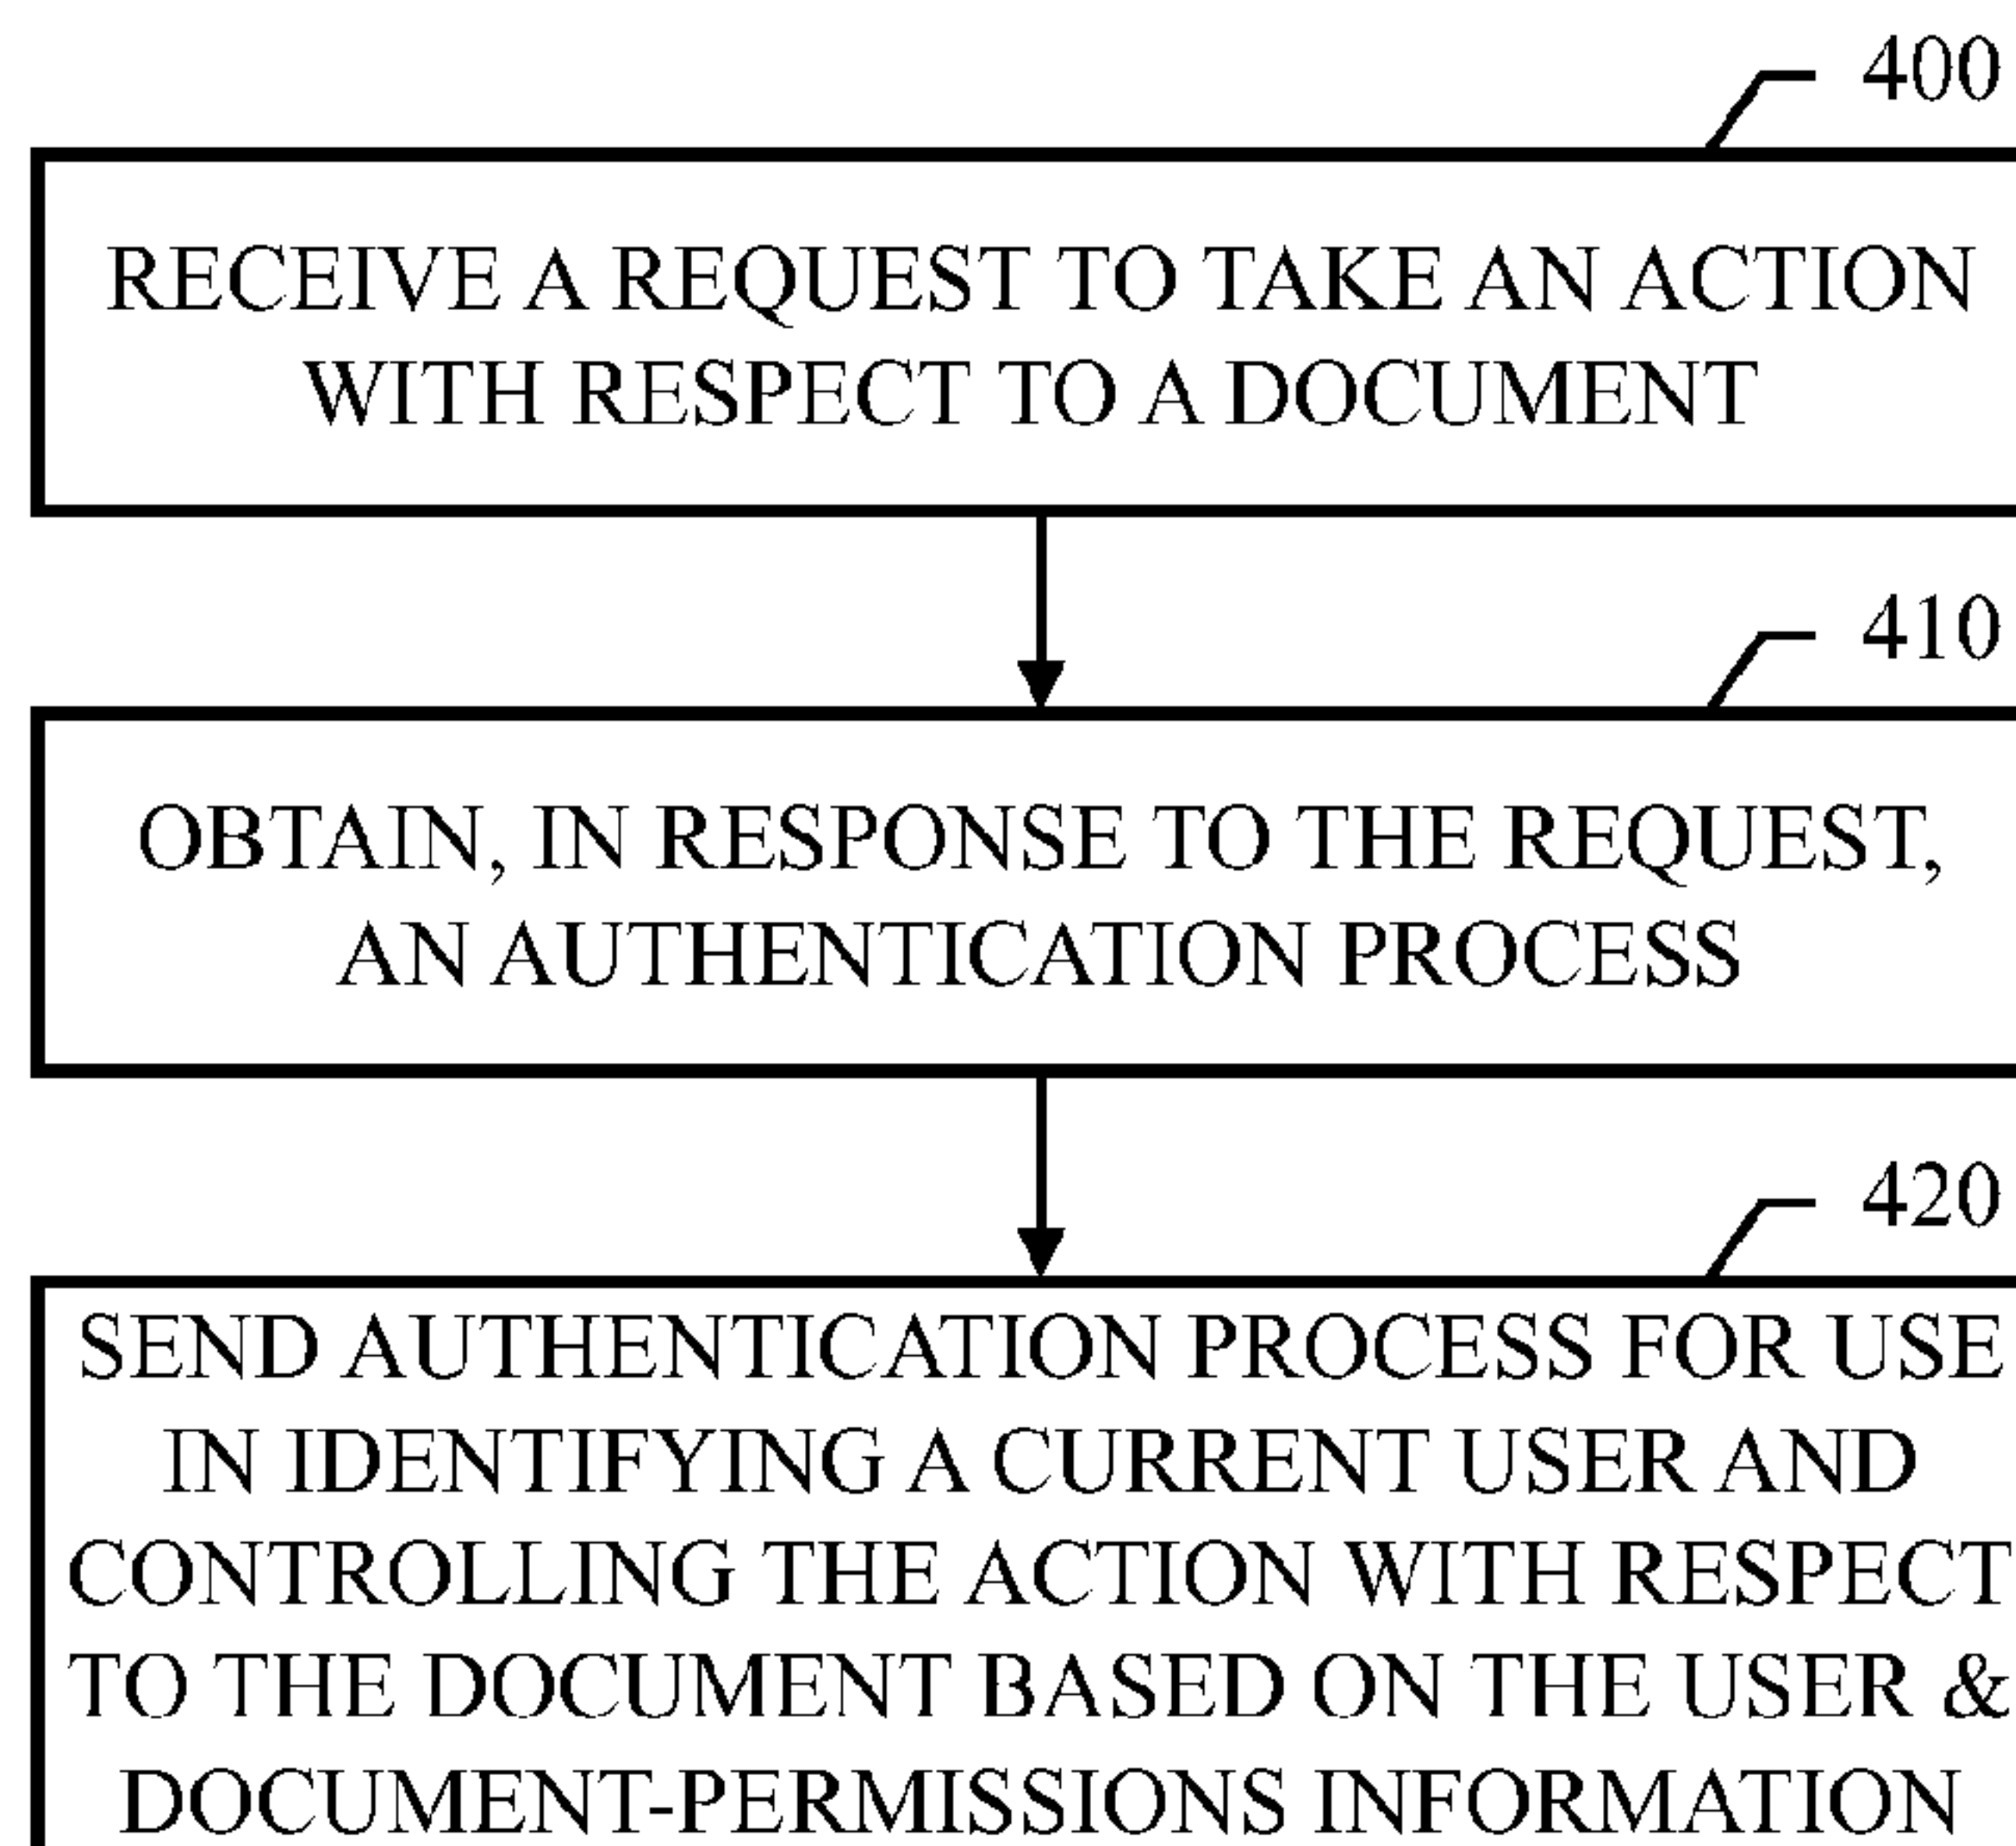 400
RECEIVE A REQUEST TO TAKE AN ACTION
WITH RESPECT TO A DOCUMENT
410
OBTAIN, IN RESPONSE TO THE REQUEST,
AN AUTHENTICATION PROCESS
420
SEND AUTHENTICATION PROCESS FOR USE
IN IDENTIFYING A CURRENT USER AND
CONTROLLING THE ACTION WITH RESPECT
TO THE DOCUMENT BASED ON THE USER &
DOCUMENT-PERMISSIONS INFORMATION